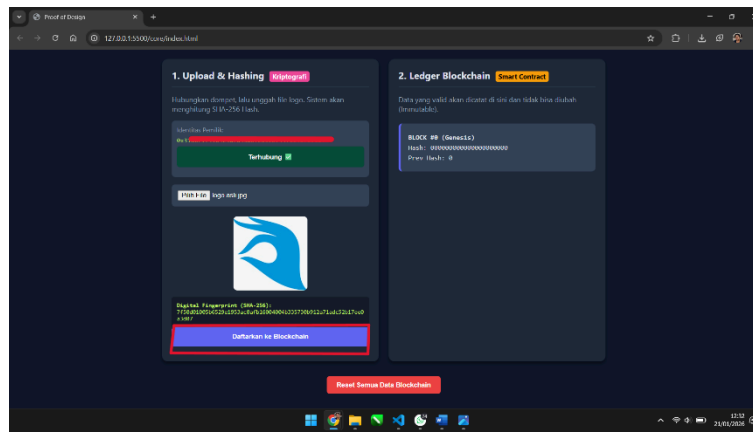 Proof of Design
127.0.0.1:5500/core/index.html
1. Upload & Hashing Kriptografi
Hubungkan dompet, lalu unggah file logo. Sistem akan
menghitung SHA-256 Hash.
Identitas Pemilik:
Terhubung ✅
Pilih File logo asli.jpg
Digital Fingerprint (SHA-256):
Daftarkan ke Blockchain
2. Ledger Blockchain Smart Contract
Data yang valid akan dicatat di sini dan tidak bisa diubah
(Immutable).
BLOCK #0 (Genesis)
Hash: 00000000000000000000
Prev Hash: 0
Reset Semua Data Blockchain
12:32
21/01/2026